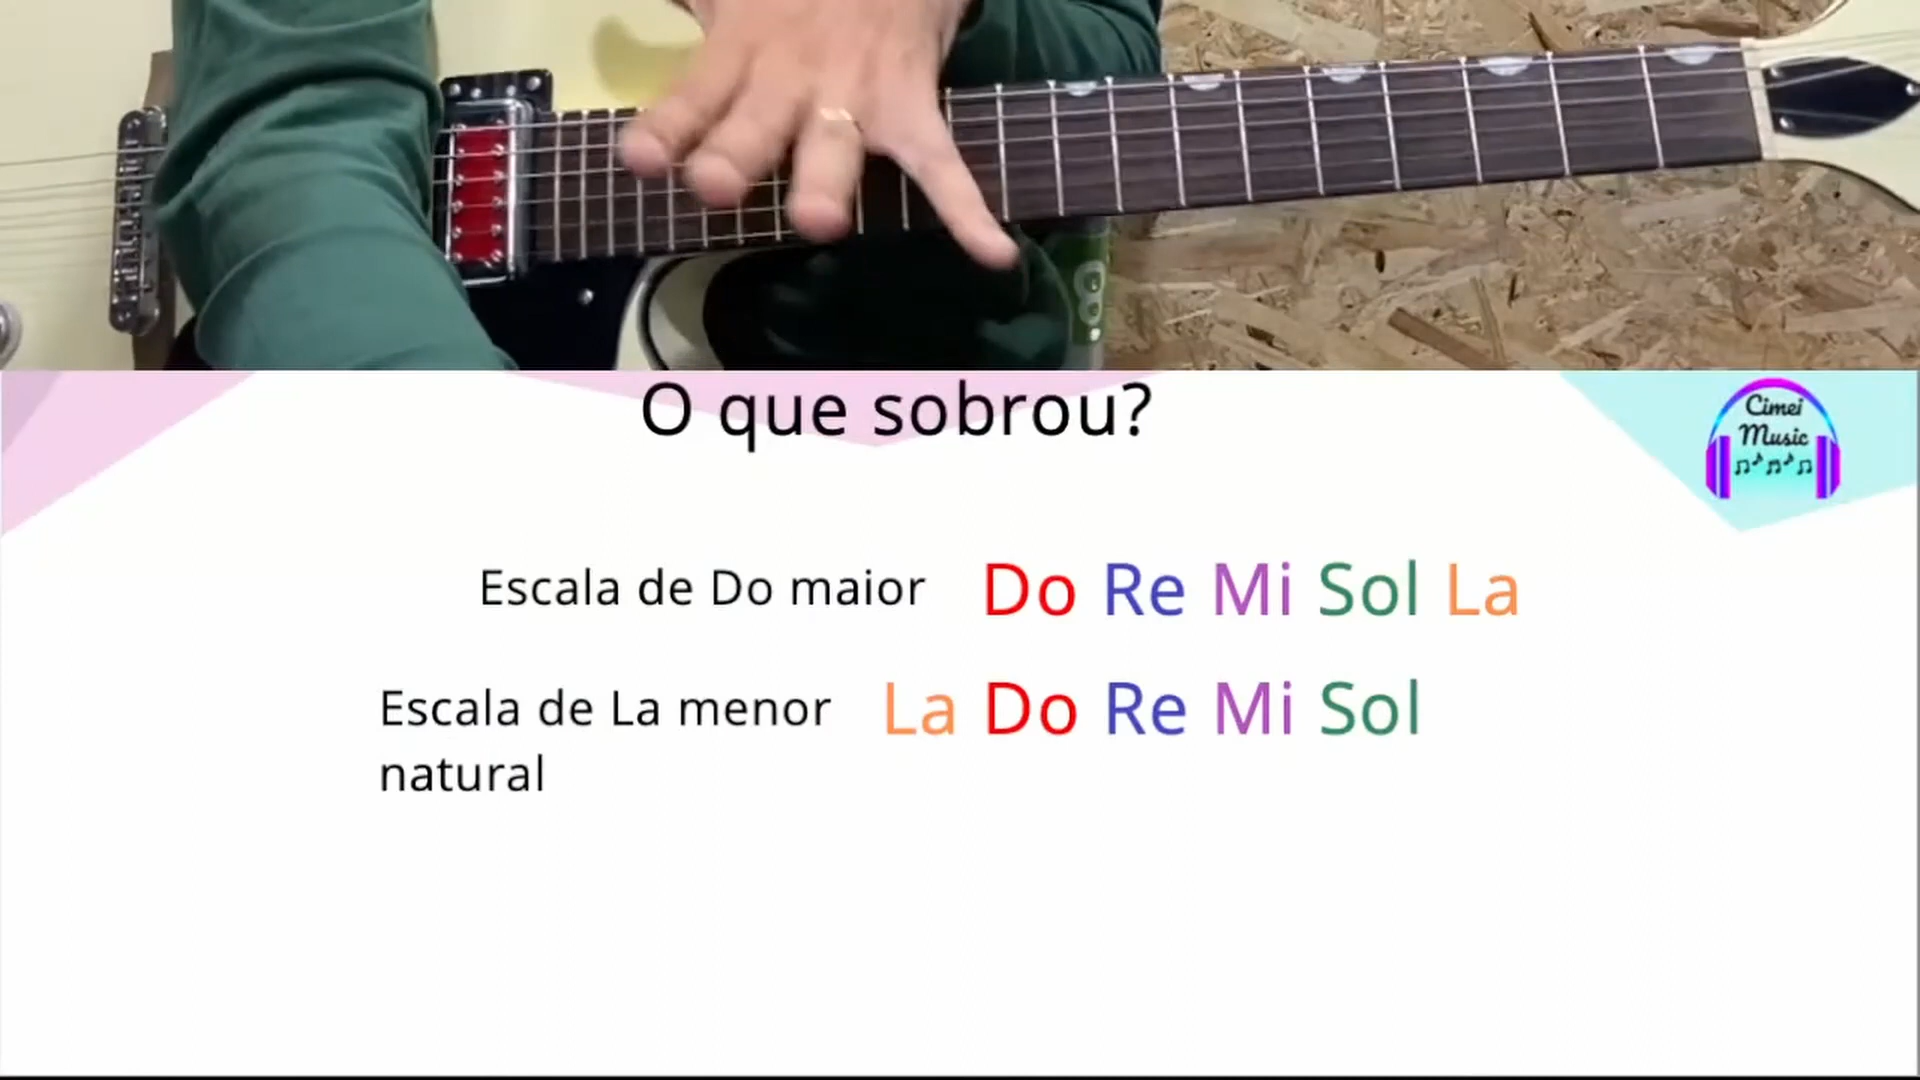 O que sobrou?
Cimei
Music
Escala de Do maior Do Re Mi Sol La
Escala de La menor La Do Re Mi Sol
natural